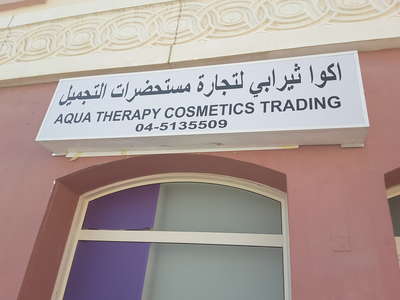 اكوا ثيرابي لتجارة مستحضرات التجميل
AQUA THERAPY COSMETICS TRADING
04-5135509